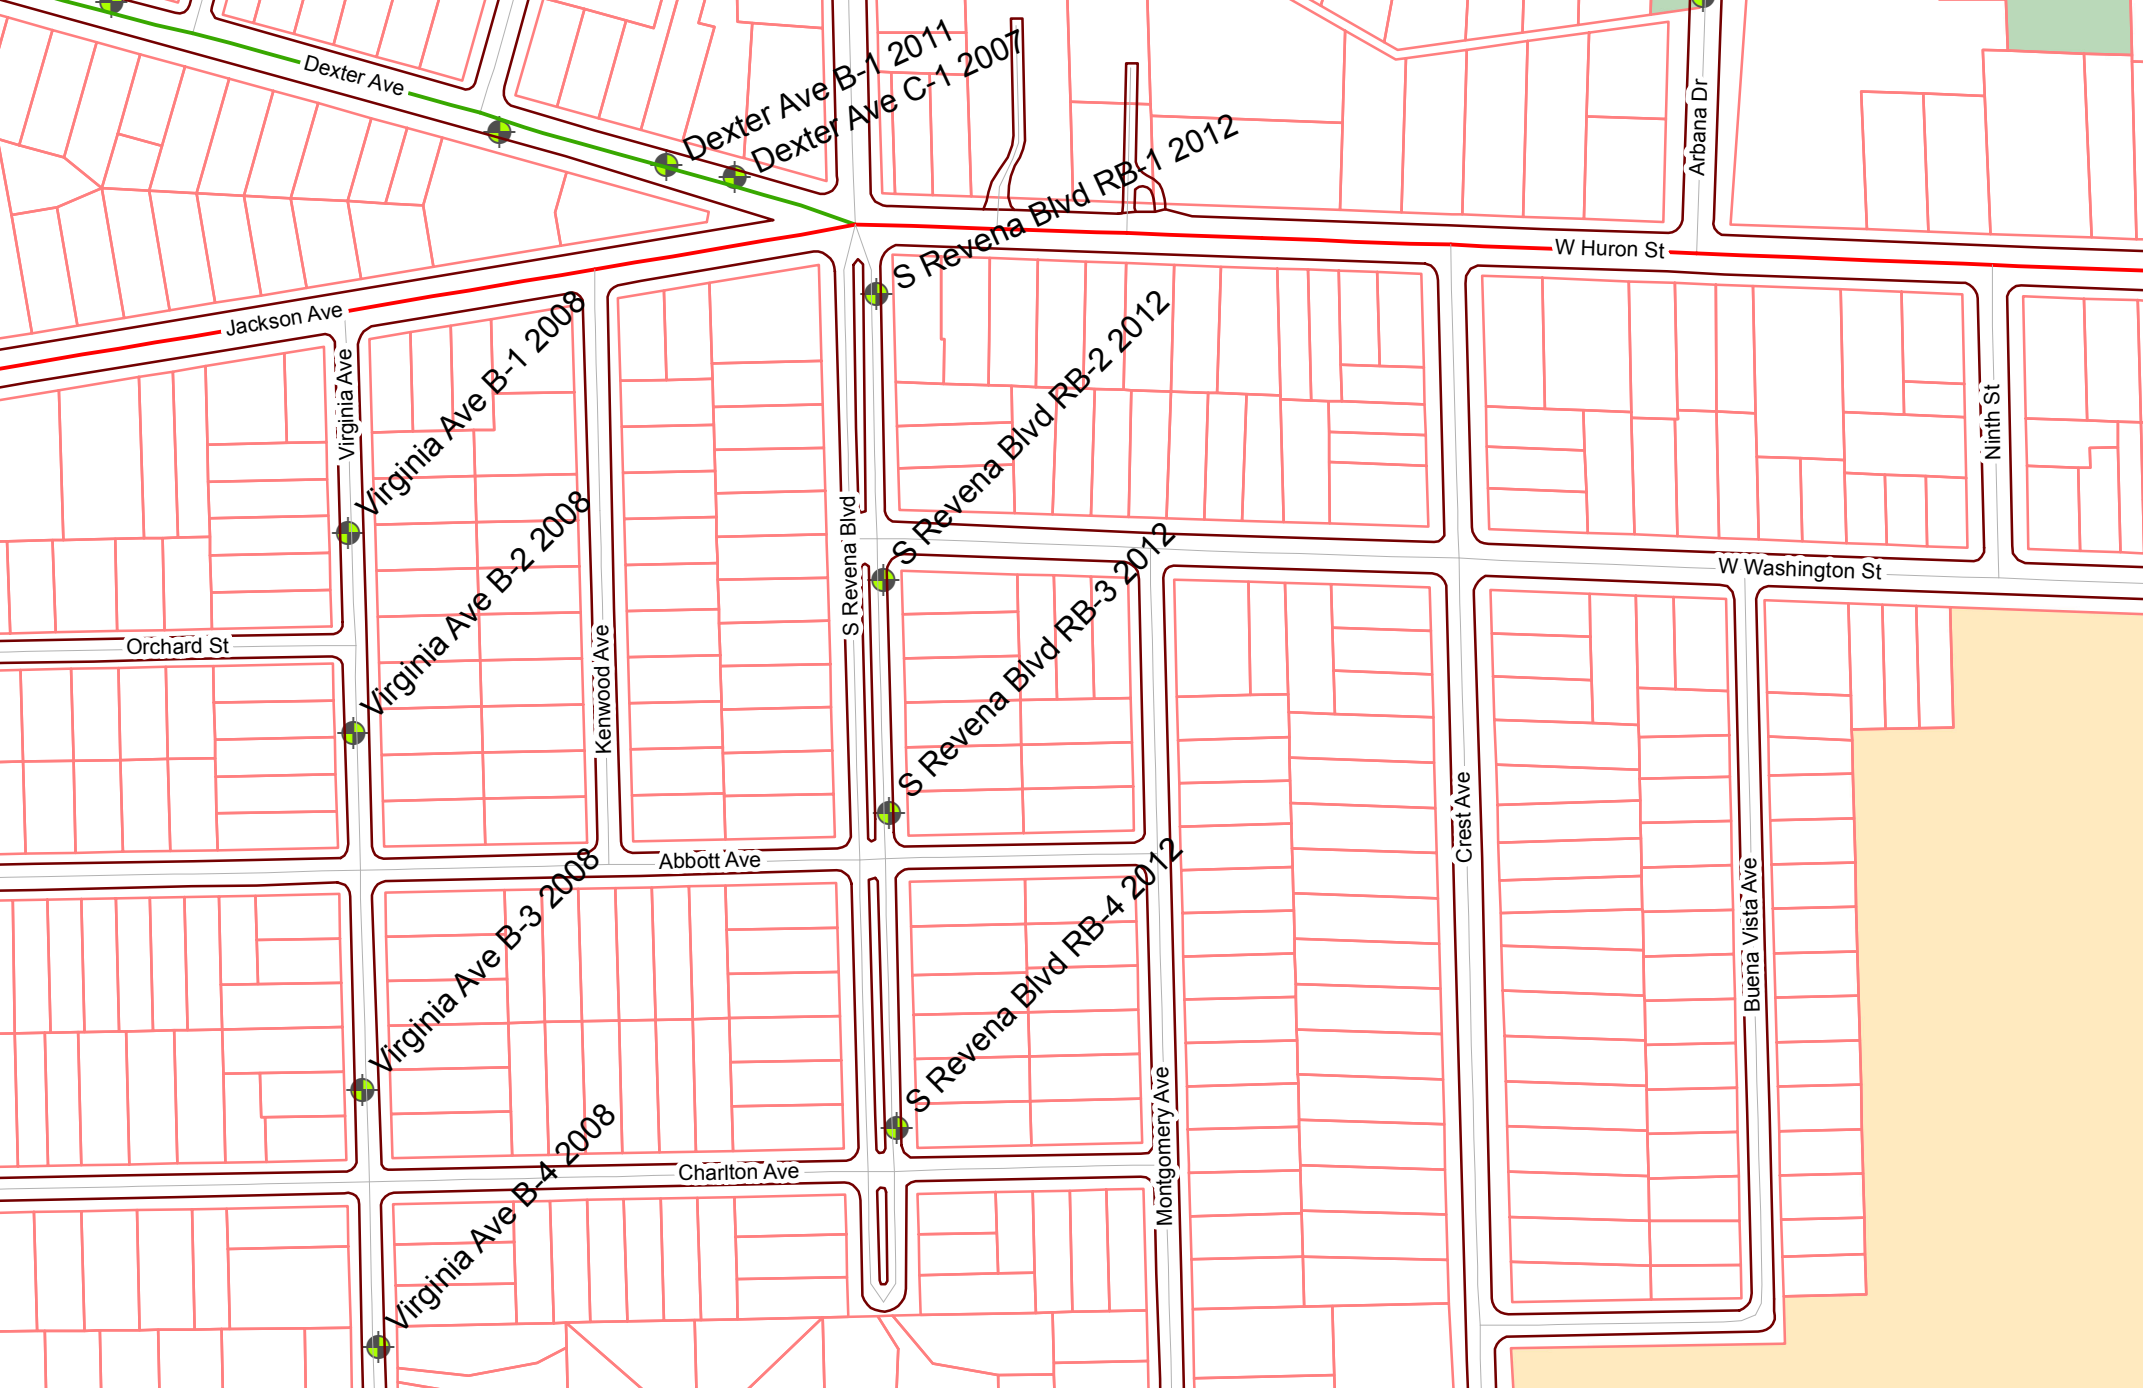 Dexter Ave
Dexter Ave B-1 2011
Dexter Ave C-1 2007
S Revena Blvd RB-1 2012
Arbana Dr
W Huron St
Jackson Ave
Virginia Ave
Virginia Ave B-1 2008
S Revena Blvd RB-2 2012
Ninth St
S Revena Blvd
Virginia Ave B-2 2008
S Revena Blvd RB-3 2012
W Washington St
Orchard St
Kenwood Ave
Crest Ave
Abbott Ave
Buena Vista Ave
Virginia Ave B-3 2008
S Revena Blvd RB-4 2012
Montgomery Ave
Charlton Ave
Virginia Ave B-4 2008